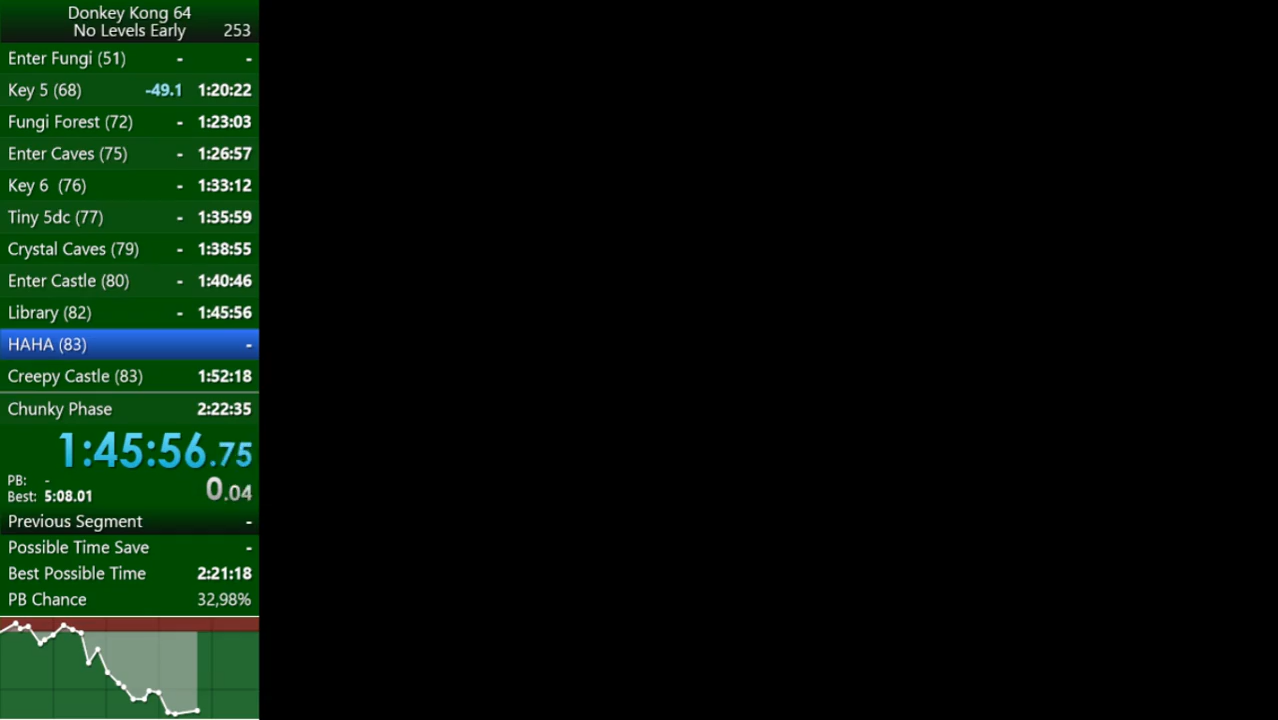 Donkey Kong 64
No Levels Early 253
Enter Fungi (51) - -
Key 5 (68) -49.1 1:20:22
Fungi Forest (72) - 1:23:03
Enter Caves (75) - 1:26:57
Key 6 (76) - 1:33:12
Tiny 5dc (77) - 1:35:59
Crystal Caves (79) - 1:38:55
Enter Castle (80) - 1:40:46
Library (82) - 1:45:56
HAHA (83) -
Creepy Castle (83) 1:52:18
Chunky Phase 2:22:35
1:45:56.75
PB: -
Best: 5:08.01 0.04
Previous Segment -
Possible Time Save -
Best Possible Time 2:21:18
PB Chance 32,98%